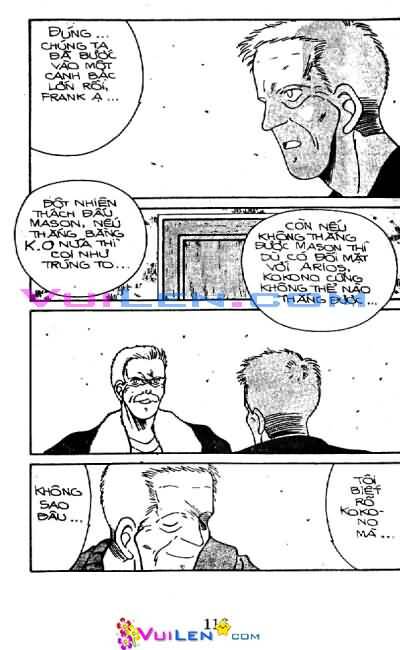 ĐÚNG ...
CHÚNG TA
ĐÃ BƯỚC
VÀO MỘT
CANH BẠC
LỚN RỒI,
FRANK Ạ ...
ĐỘT NHIÊN
THÁCH ĐẤU
MASON, NẾU
THẮNG BẰNG
K.O NỮA THÌ
COI NHƯ
TRÚNG TO ...
CÒN NẾU
KHÔNG THẮNG
ĐƯỢC MASON THÌ
DÙ CÓ ĐỐI MẶT
VỚI ARIOS,
KOKONO CŨNG
KHÔNG THỂ NÀO
THẮNG ĐƯỢC ...
VuiLen.com
TÔI
BIẾT
RÕ
KOKO-
NO
MÀ ...
KHÔNG
SAO
ĐÂU ...
VuiLen.com